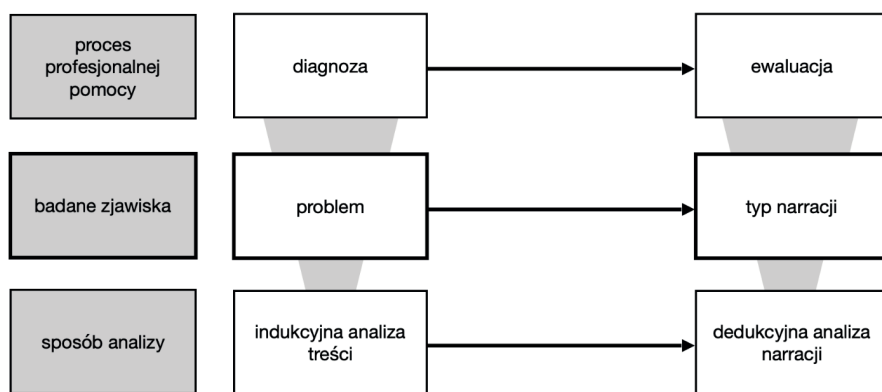 proces
profesjonalnej
pomocy
diagnoza
ewaluacja
badane zjawiska
problem
typ narracji
sposób analizy
indukcyjna analiza
treści
dedukcyjna analiza
narracji